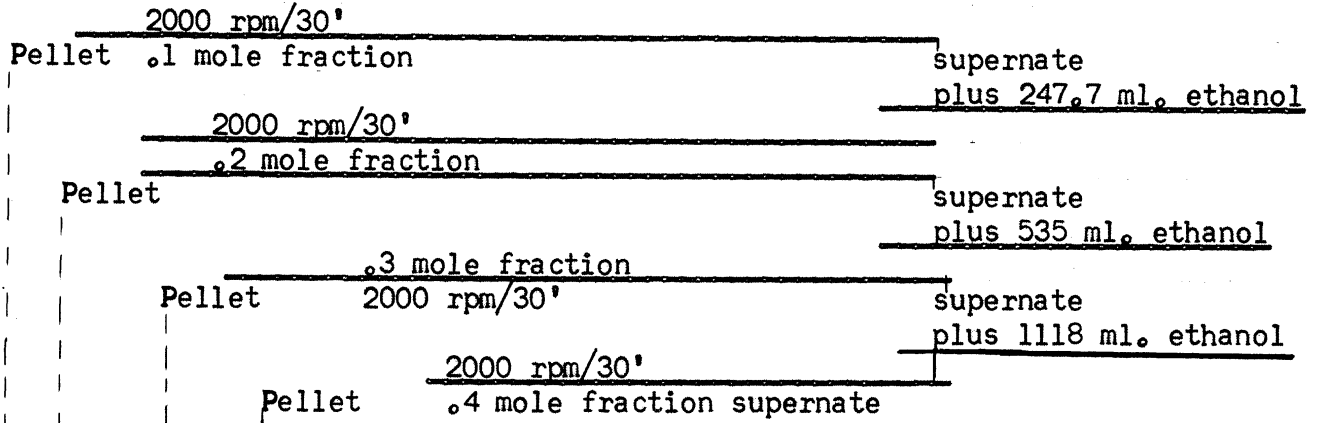 2000 rpm/30'
Pellet .1 mole fraction
supernate
plus 247.7 ml. ethanol
2000 rpm/30'
.2 mole fraction
Pellet
supernate
plus 535 ml. ethanol
.3 mole fraction
Pellet 2000 rpm/30'
supernate
plus 1118 ml. ethanol
2000 rpm/30'
Pellet .4 mole fraction supernate